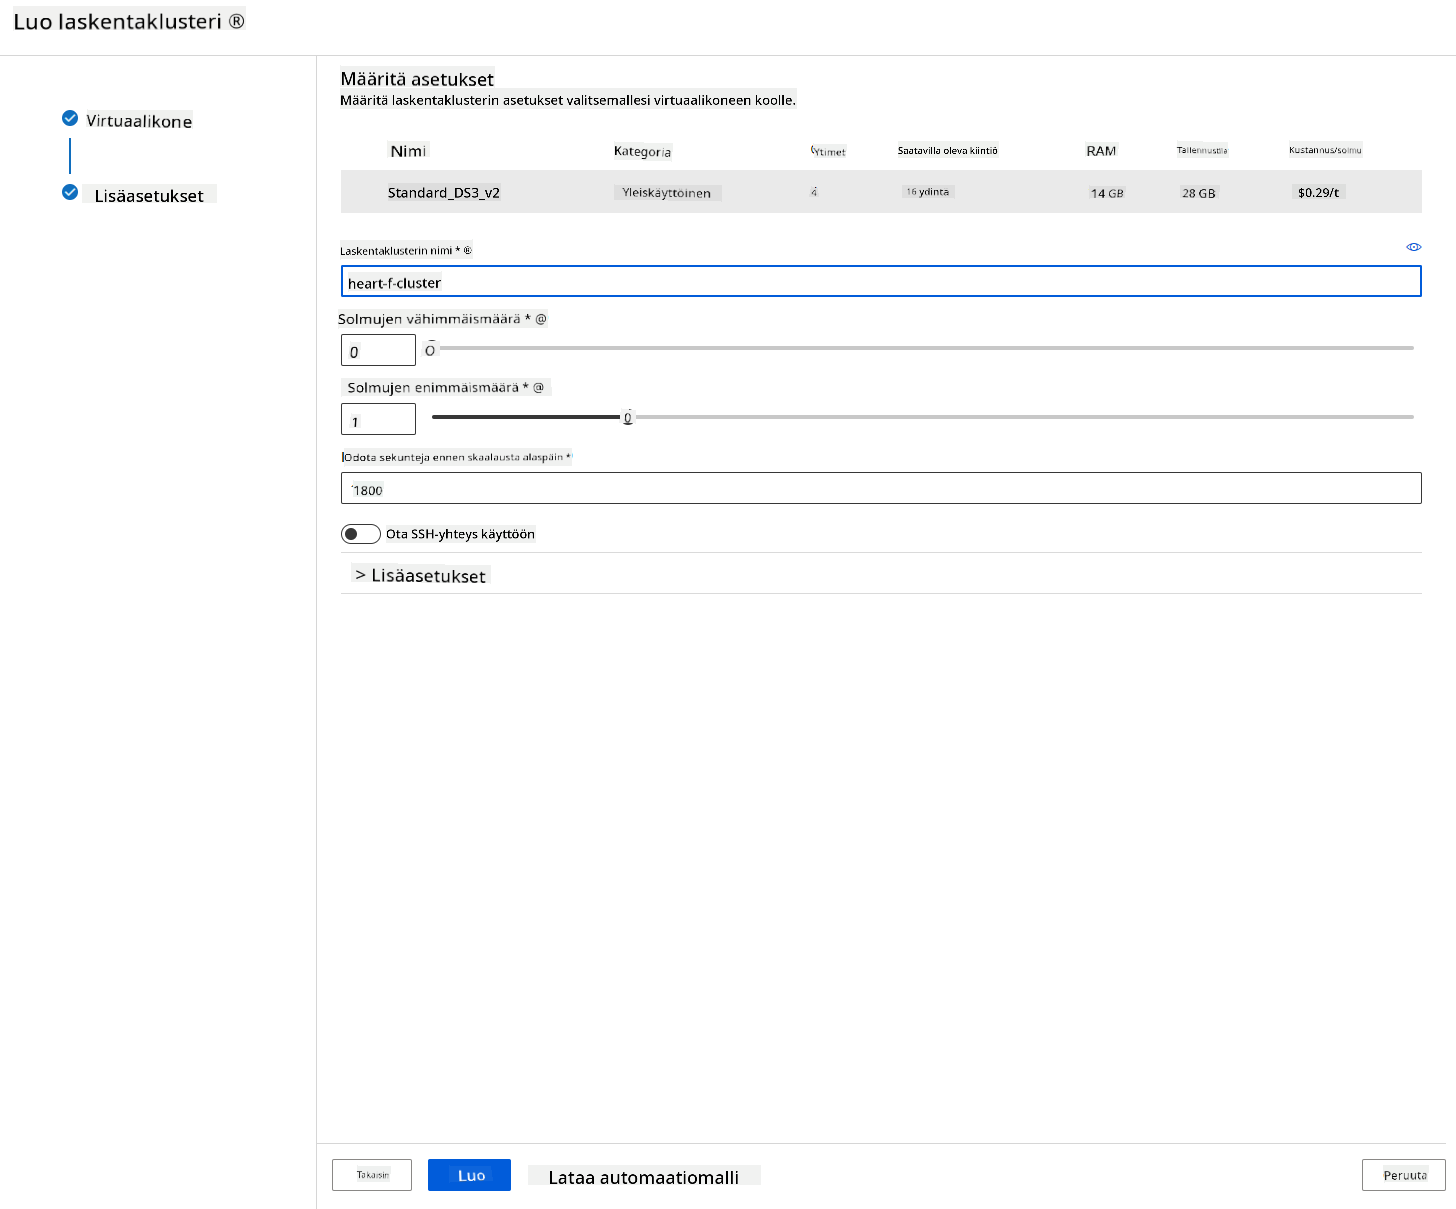 Luo laskentaklusteri ®
Virtuaalikone
Lisäasetukset
Määritä asetukset
Määritä laskentaklusterin asetukset valitsemallesi virtuaalikoneen koolle.
Nimi Kategoria Ytimet Saatavilla oleva kiintiö RAM Tallennustila Kustannus/solmu
Standard_DS3_v2 Yleiskäyttöinen 4 16 ydintä 14 GB 28 GB $0.29/t
Laskentaklusterin nimi * ®
heart-f-cluster
Solmujen vähimmäismäärä * @
0
Solmujen enimmäismäärä * @
1
Odota sekunteja ennen skaalausta alaspäin *
1800
Ota SSH-yhteys käyttöön
> Lisäasetukset
Takaisin Luo Lataa automaatiomalli Peruuta